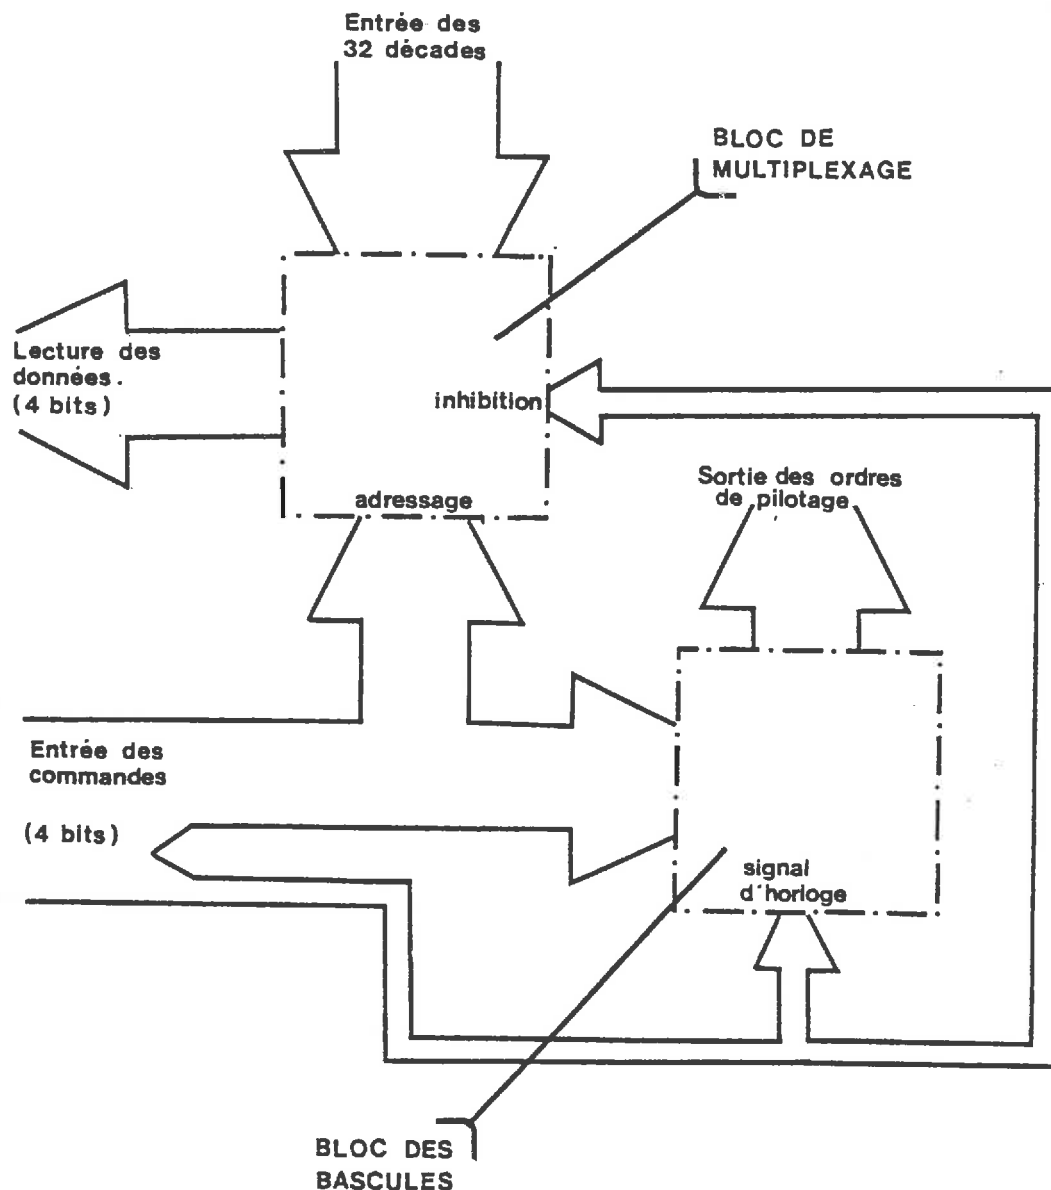 Entrée des
32 décades
BLOC DE
MULTIPLEXAGE
Lecture des
données.
(4 bits)
inhibition
adressage
Sortie des ordres
de pilotage
Entrée des
commandes
(4 bits)
signal
d'horloge
BLOC DES
BASCULES